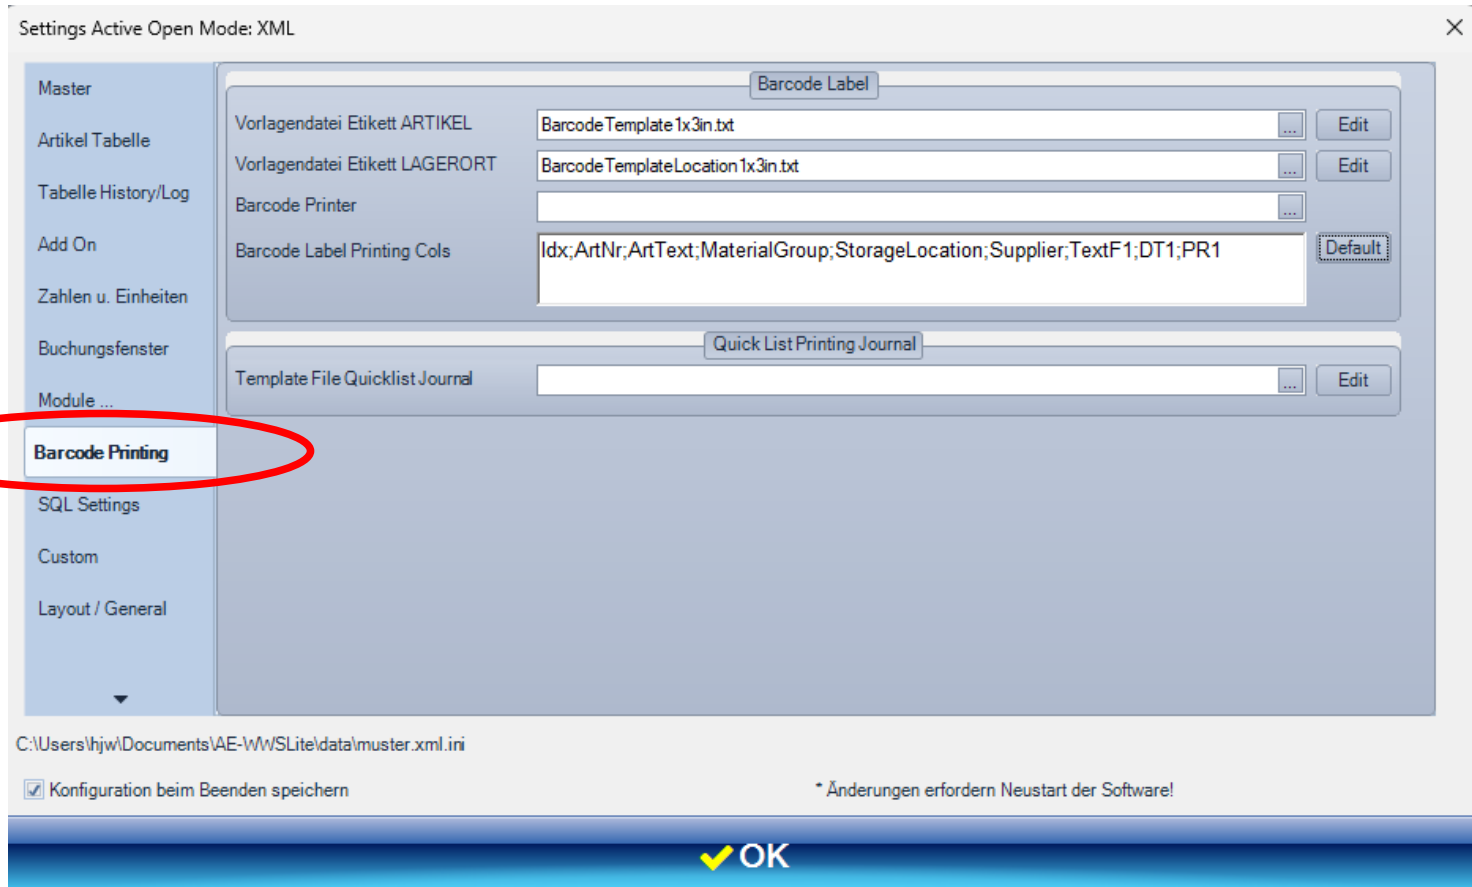 Settings Active Open Mode: XML
Master
Artikel Tabelle
Tabelle History/Log
Add On
Zahlen u. Einheiten
Buchungsfenster
Module ...
Barcode Printing
SQL Settings
Custom
Layout / General
Barcode Label
Vorlagendatei Etikett ARTIKEL BarcodeTemplate1x3in.txt ... Edit
Vorlagendatei Etikett LAGERORT BarcodeTemplateLocation1x3in.txt ... Edit
Barcode Printer ...
Barcode Label Printing Cols Idx;ArtNr;ArtText;MaterialGroup;StorageLocation;Supplier;TextF1;DT1;PR1 Default
Quick List Printing Journal
Template File Quicklist Journal ... Edit
C:\Users\hjw\Documents\AE-WWSLite\data\muster.xml.ini
Konfiguration beim Beenden speichern * Änderungen erfordern Neustart der Software!
OK